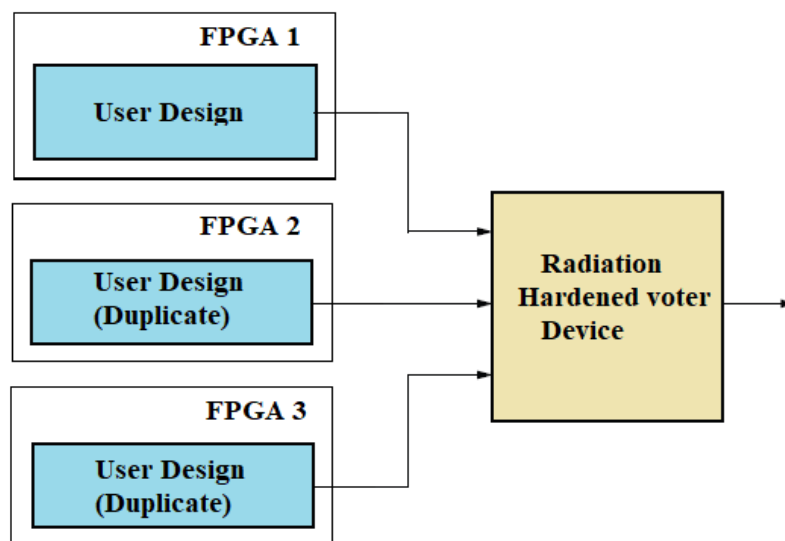 FPGA 1
User Design
FPGA 2
User Design
(Duplicate)
FPGA 3
User Design
(Duplicate)
Radiation
Hardened voter
Device